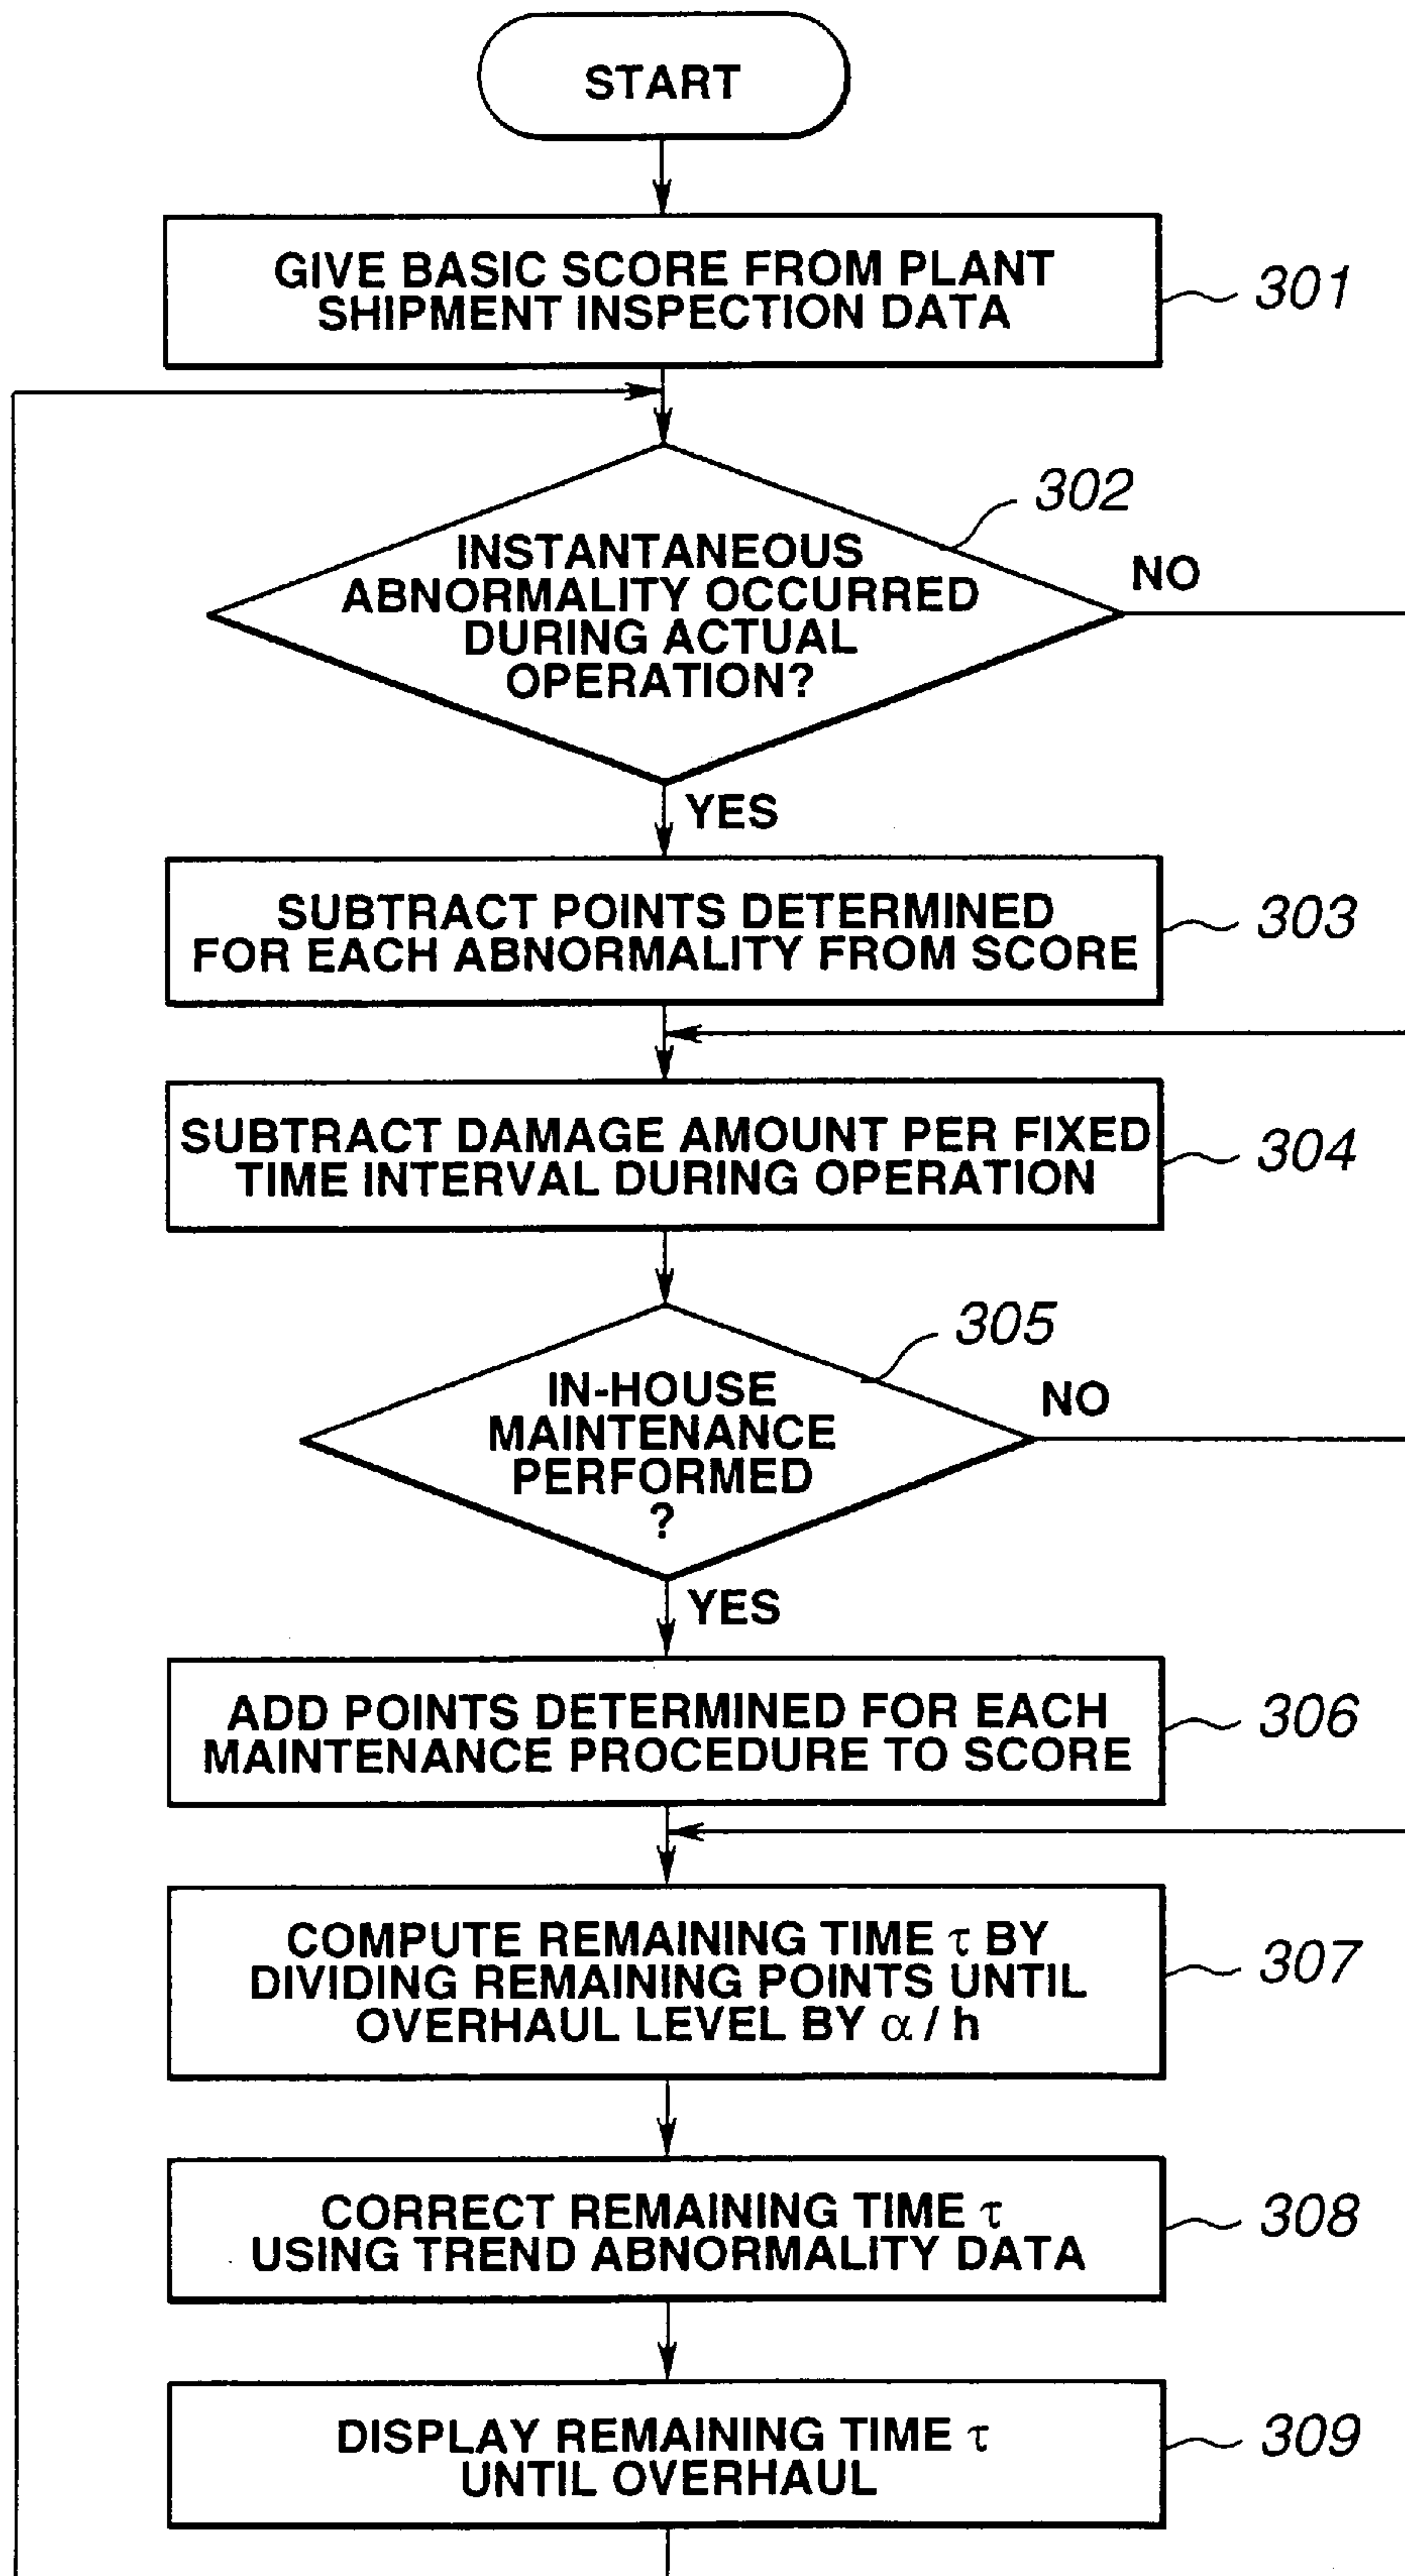 START
GIVE BASIC SCORE FROM PLANT
SHIPMENT INSPECTION DATA
301
302
INSTANTANEOUS
ABNORMALITY OCCURRED
DURING ACTUAL
OPERATION?
NO
YES
SUBTRACT POINTS DETERMINED
FOR EACH ABNORMALITY FROM SCORE
303
SUBTRACT DAMAGE AMOUNT PER FIXED
TIME INTERVAL DURING OPERATION
304
305
IN-HOUSE
MAINTENANCE
PERFORMED
?
NO
YES
ADD POINTS DETERMINED FOR EACH
MAINTENANCE PROCEDURE TO SCORE
306
COMPUTE REMAINING TIME τ BY
DIVIDING REMAINING POINTS UNTIL
OVERHAUL LEVEL BY α / h
307
CORRECT REMAINING TIME τ
USING TREND ABNORMALITY DATA
308
DISPLAY REMAINING TIME τ
UNTIL OVERHAUL
309